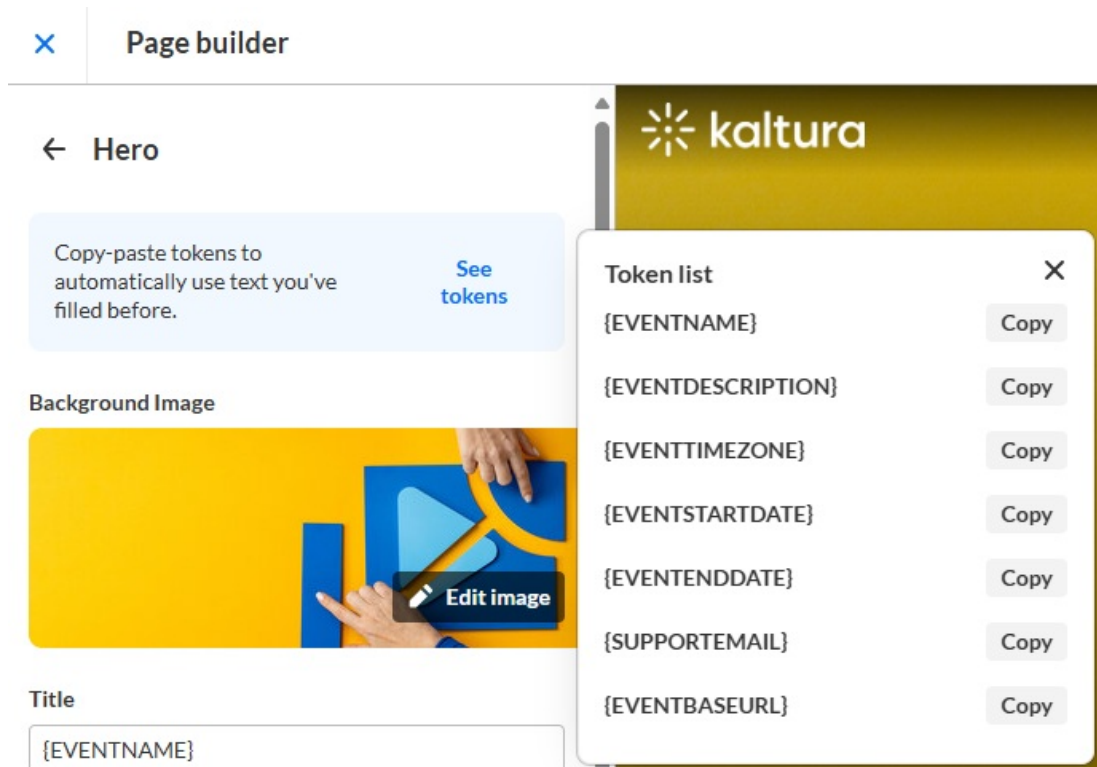 Page builder
Hero
Copy-paste tokens to
automatically use text you've
filled before.
See
tokens
Background Image
Edit image
Title
{EVENTNAME}
kaltura
Token list
{EVENTNAME}
Copy
{EVENTDESCRIPTION}
Copy
{EVENTTIMEZONE}
Copy
{EVENTSTARTDATE}
Copy
{EVENTENDDATE}
Copy
{SUPPORTEMAIL}
Copy
{EVENTBASEURL}
Copy